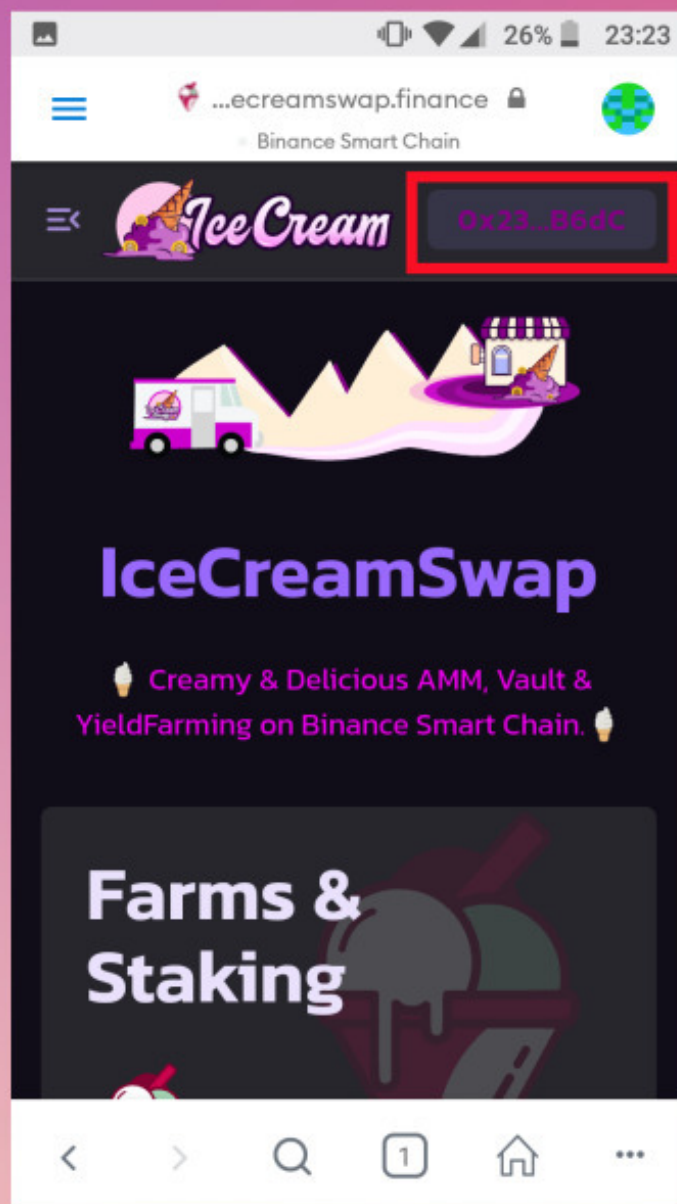 26% 23:23
...ecreamswap.finance
Binance Smart Chain
IceCream
0x23...B6dC
IceCreamSwap
Creamy & Delicious AMM, Vault &
YieldFarming on Binance Smart Chain.
Farms &
Staking
1